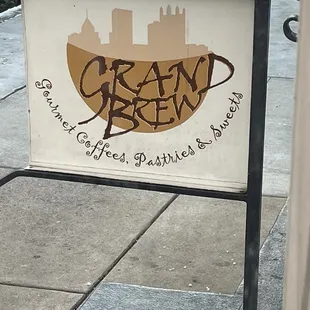 GRAND
BREW
Gourmet Coffees, Pastries & Sweets